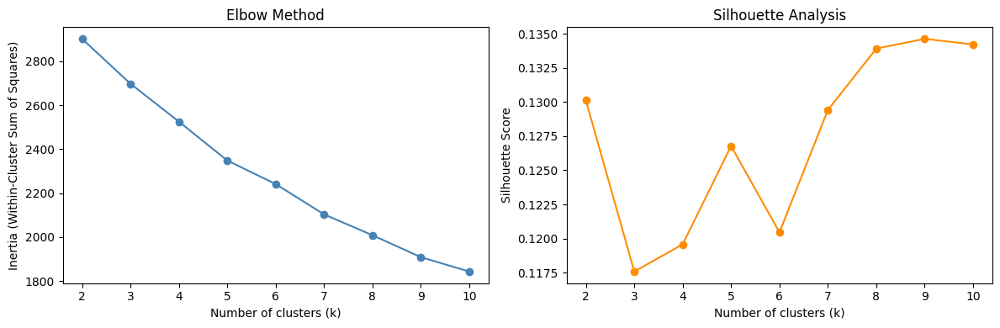 Elbow Method
Inertia (Within-Cluster Sum of Squares)
2800
2600
2400
2200
2000
1800
2 3 4 5 6 7 8 9 10
Number of clusters (k)
Silhouette Analysis
Silhouette Score
0.1350
0.1325
0.1300
0.1275
0.1250
0.1225
0.1200
0.1175
2 3 4 5 6 7 8 9 10
Number of clusters (k)